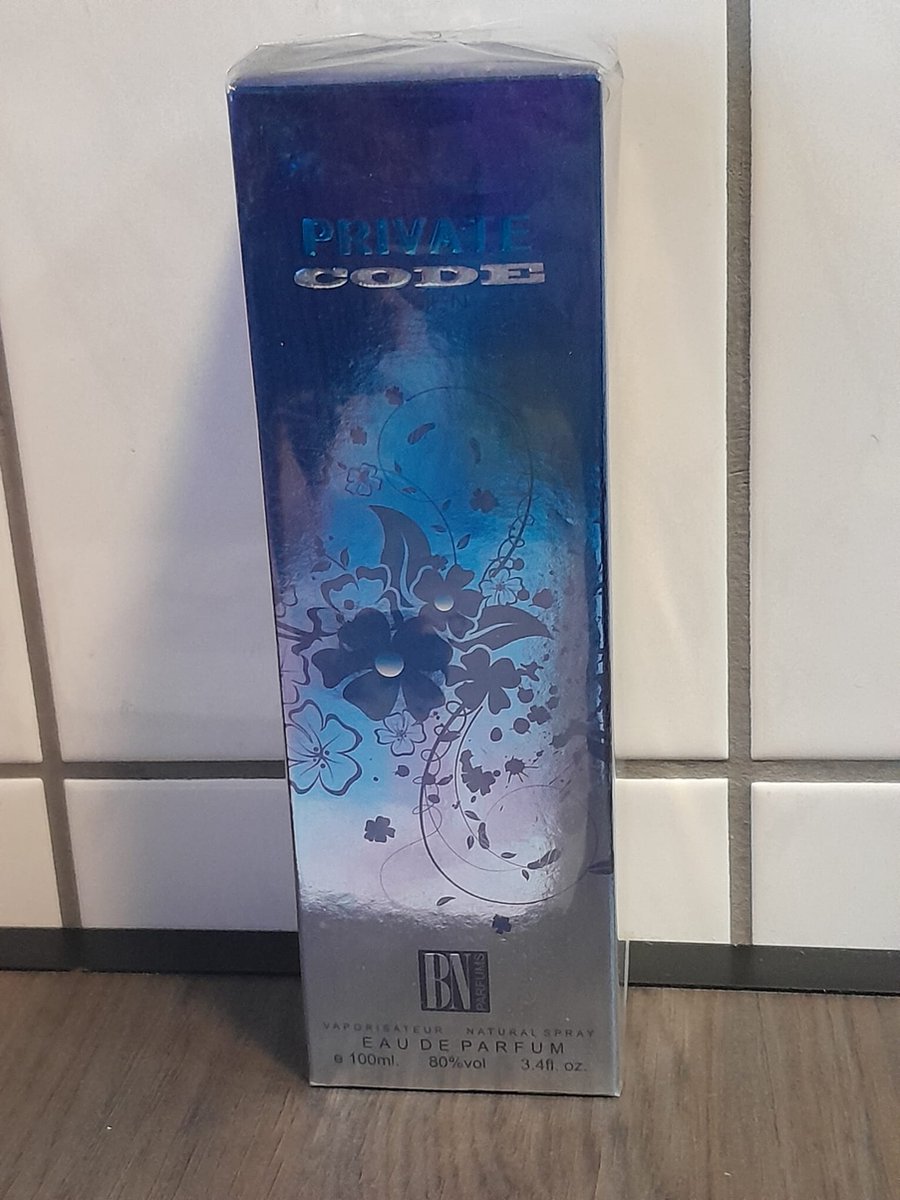 PRIVATE
CODE
BN PARFUMS
VAPORISATEUR NATURAL SPRAY
EAU DE PARFUM
e 100ml. 80%vol 3.4fl. oz.